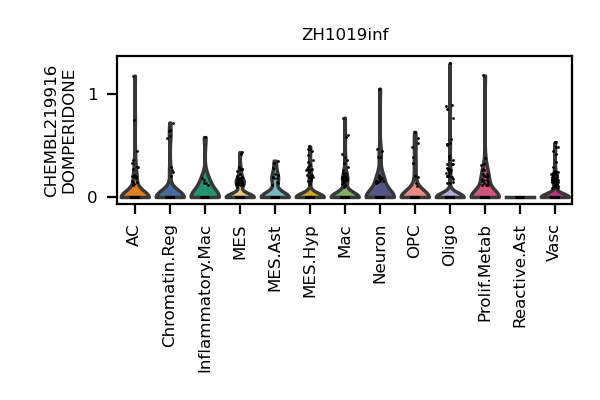 ZH1019inf
CHEMBL219916
DOMPERIDONE
1
0
AC
Chromatin.Reg
Inflammatory.Mac
MES
MES.Ast
MES.Hyp
Mac
Neuron
OPC
Oligo
Prolif.Metab
Reactive.Ast
Vasc